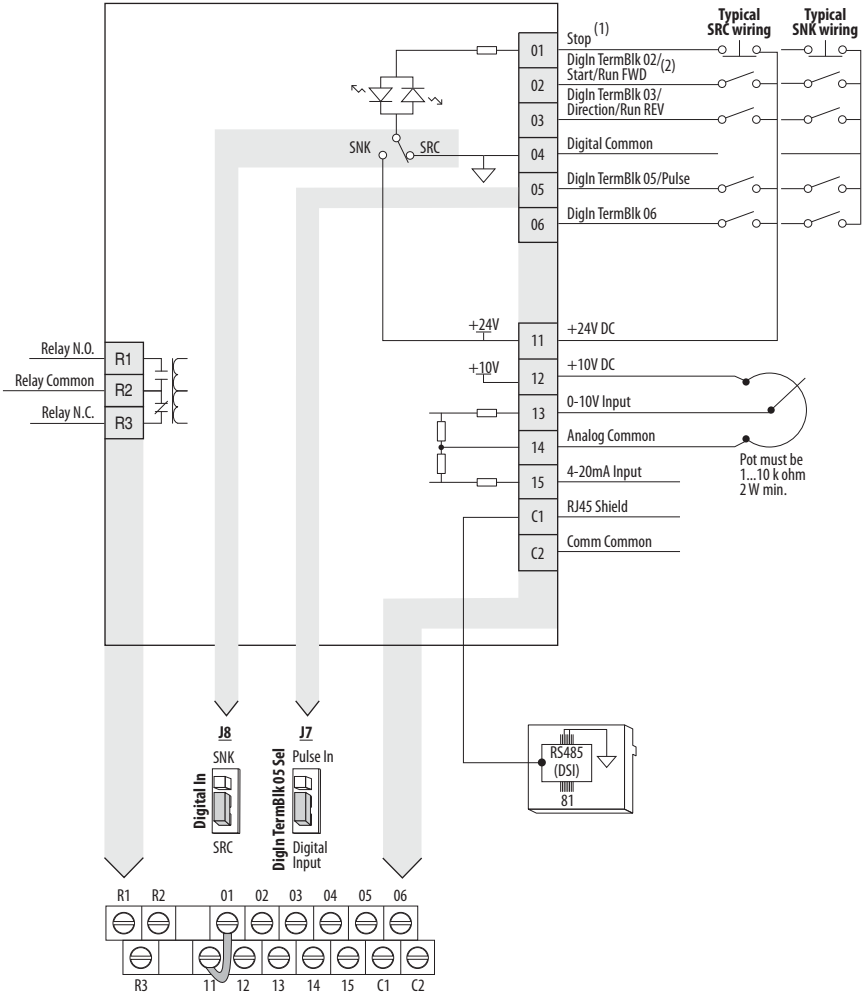 Typical
SRC wiring
Typical
SNK wiring
01
Stop (1)
02
DigIn TermBlk 02/
Start/Run FWD (2)
03
DigIn TermBlk 03/
Direction/Run REV
SNK
SRC
04
Digital Common
05
DigIn TermBlk 05/Pulse
06
DigIn TermBlk 06
+24V
11
+24V DC
+10V
12
+10V DC
13
0-10V Input
14
Analog Common
15
4-20mA Input
C1
RJ45 Shield
C2
Comm Common
Pot must be
1...10 k ohm
2 W min.
Relay N.O.
R1
Relay Common
R2
Relay N.C.
R3
J8
SNK
Digital In
SRC
J7
Pulse In
DigIn TermBlk 05 Sel
Digital
Input
RS485
(DSI)
81
R1 R2 01 02 03 04 05 06
R3 11 12 13 14 15 C1 C2